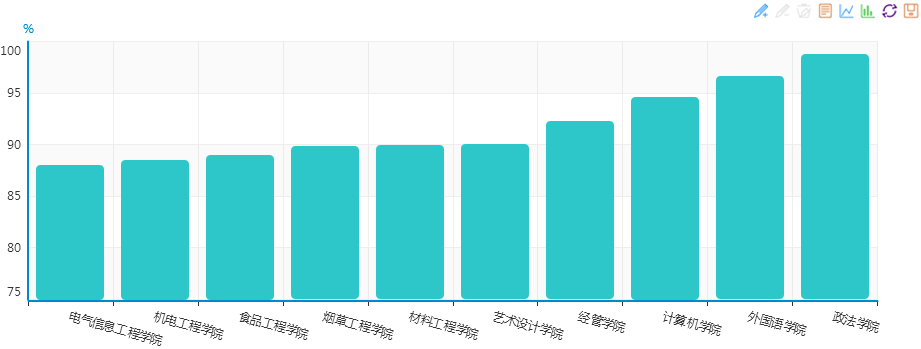 %
100
95
90
85
80
75
电气信息工程学院
机电工程学院
食品工程学院
烟草工程学院
材料工程学院
艺术设计学院
经管学院
计算机学院
外国语学院
政法学院